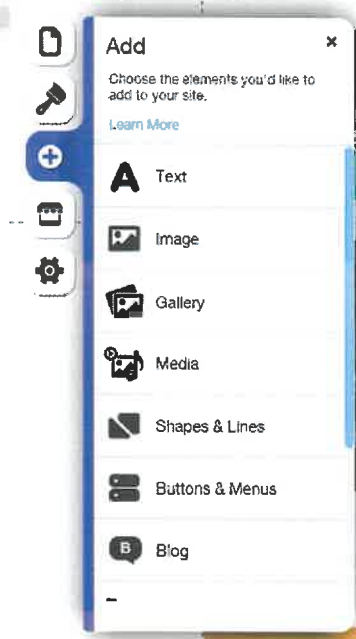 Add
Choose the elements you'd like to
add to your site.
Learn More
Text
Image
Gallery
Media
Shapes & Lines
Buttons & Menus
B
Blog